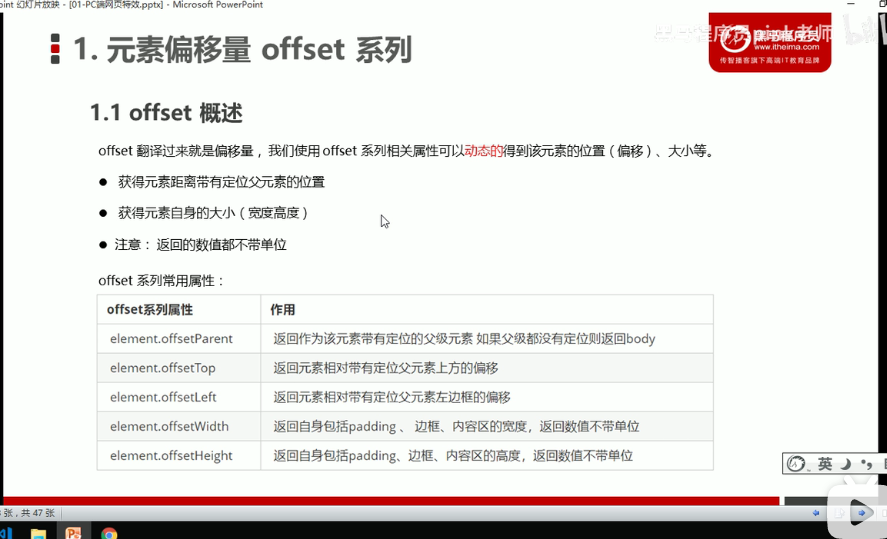 oint 幻灯片放映 - [01-PC端网页特效.pptx] - Microsoft PowerPoint
1. 元素偏移量 offset 系列
黑马程序员pink老师
www.itheima.com
传智播客旗下高端IT教育品牌
1.1 offset 概述
offset 翻译过来就是偏移量， 我们使用 offset 系列相关属性可以动态的得到该元素的位置（偏移）、大小等。
● 获得元素距离带有定位父元素的位置
● 获得元素自身的大小（宽度高度）
● 注意： 返回的数值都不带单位
offset 系列常用属性：
offset系列属性 作用
element.offsetParent 返回作为该元素带有定位的父级元素 如果父级都没有定位则返回body
element.offsetTop 返回元素相对带有定位父元素上方的偏移
element.offsetLeft 返回元素相对带有定位父元素左边框的偏移
element.offsetWidth 返回自身包括padding 、 边框、内容区的宽度，返回数值不带单位
element.offsetHeight 返回自身包括padding、边框、内容区的高度，返回数值不带单位
英
张，共 47 张